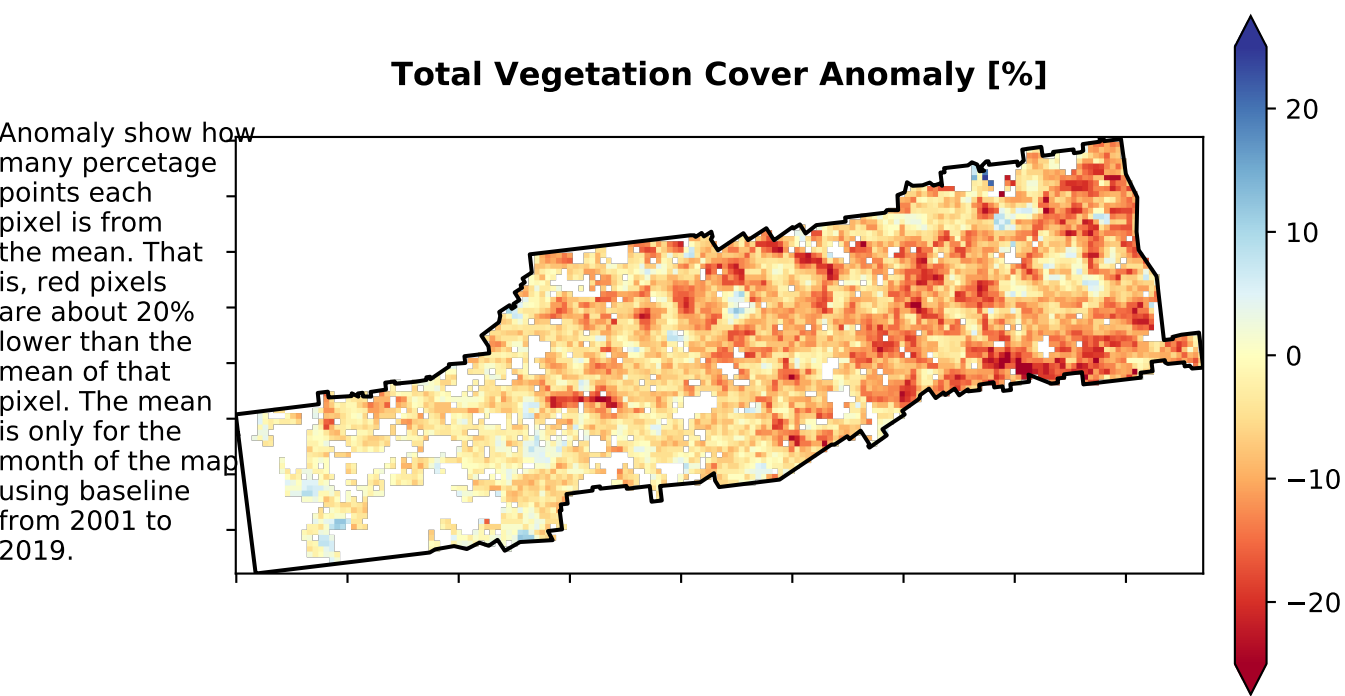 Total Vegetation Cover Anomaly [%]
Anomaly show how
many percetage
points each
pixel is from
the mean. That
is, red pixels
are about 20%
lower than the
mean of that
pixel. The mean
is only for the
month of the map
using baseline
from 2001 to
2019.
20
10
0
−10
−20